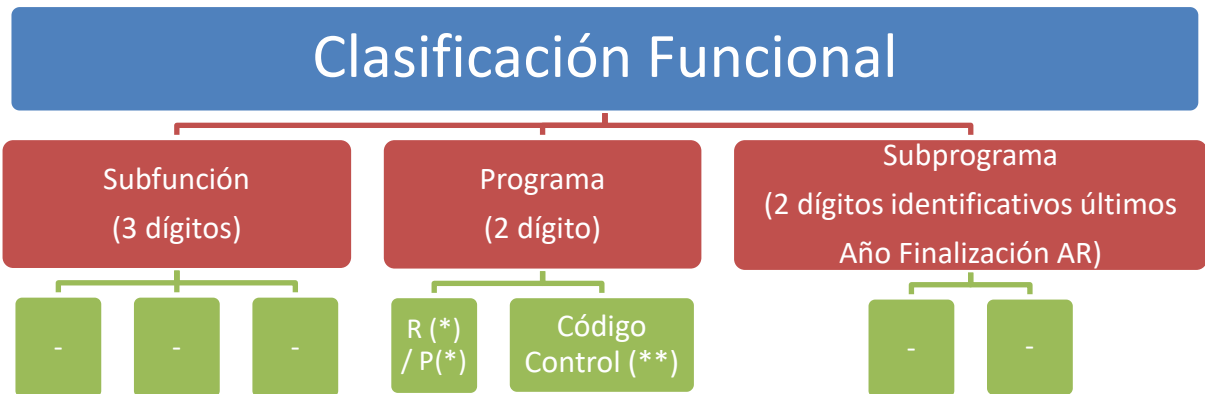 Clasificación Funcional
Subfunción
(3 dígitos)
Programa
(2 dígito)
Subprograma
(2 dígitos identificativos últimos
Año Finalización AR)
-
-
-
R (*)
/ P(*)
Código
Control (**)
-
-